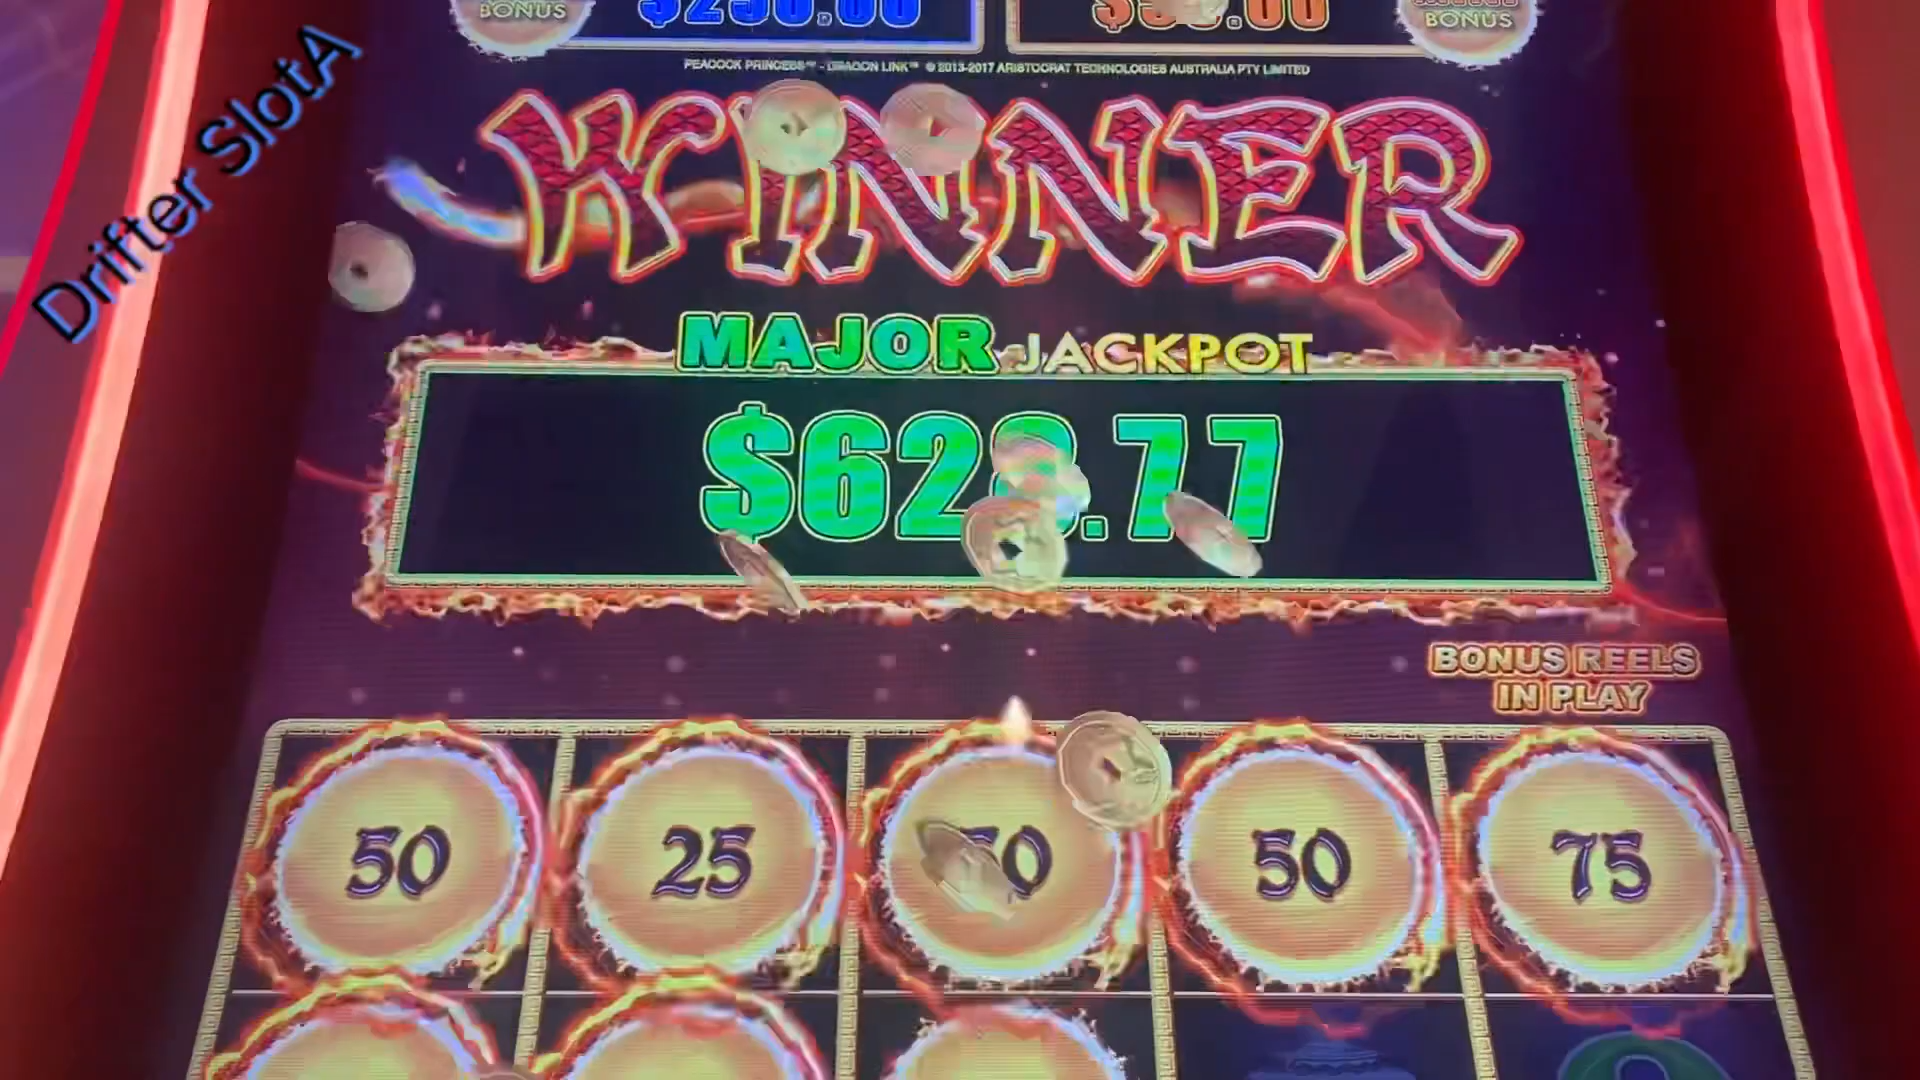 BONUS
BONUS
PEACOCK PRINCESS™ - DRAGON LINK™ © 2013-2017 ARISTOCRAT TECHNOLOGIES AUSTRALIA PTY LIMITED
Drifter SlotA
WINNER
MAJOR JACKPOT
BONUS REELS
IN PLAY
50
25
50
75